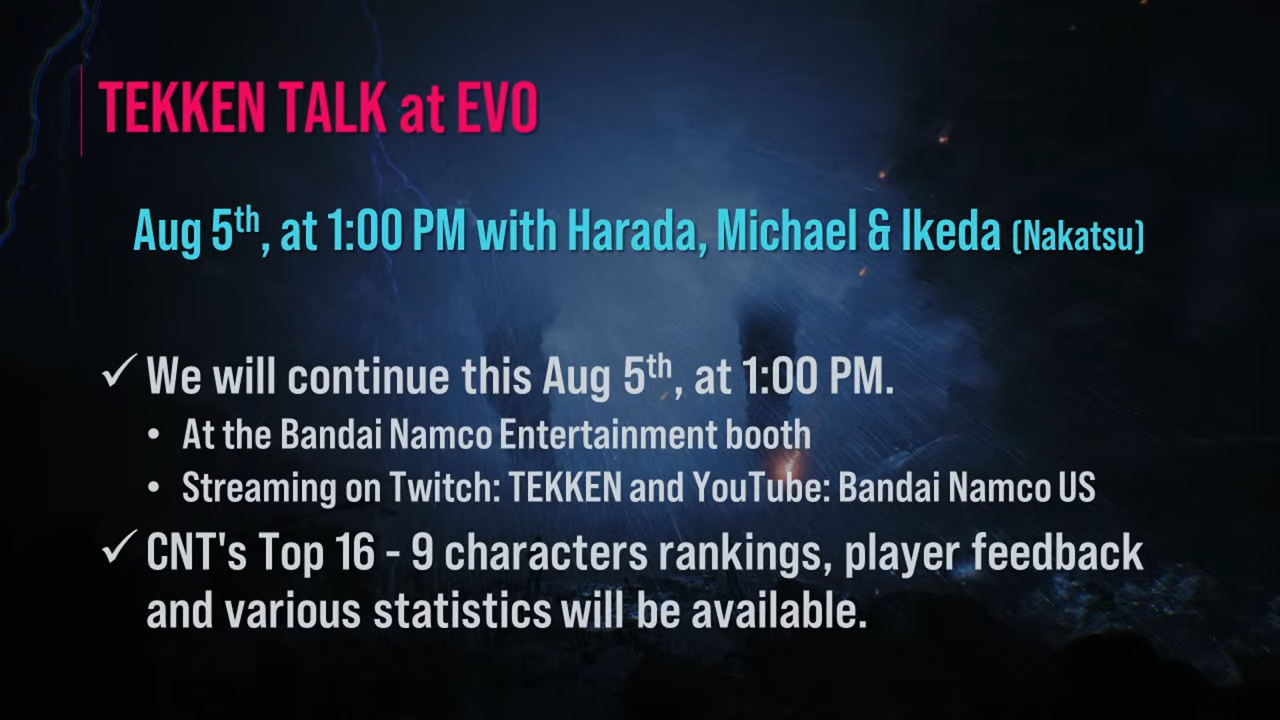 TEKKEN TALK at EVO
Aug 5th, at 1:00 PM with Harada, Michael & Ikeda (Nakatsu)
✓ We will continue this Aug 5th, at 1:00 PM.
• At the Bandai Namco Entertainment booth
• Streaming on Twitch: TEKKEN and YouTube: Bandai Namco US
✓ CNT's Top 16 - 9 characters rankings, player feedback
and various statistics will be available.